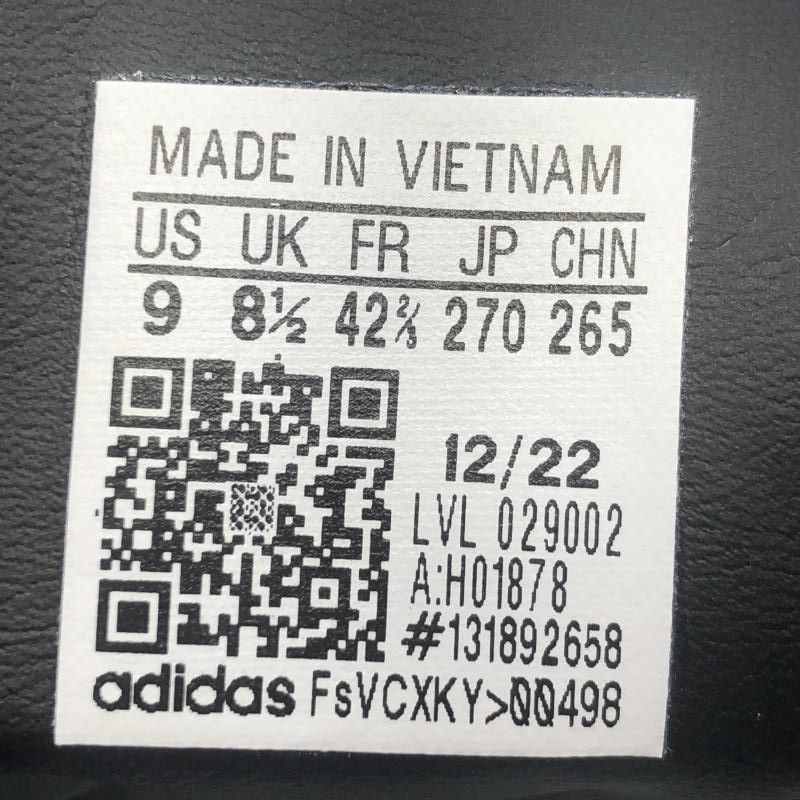 MADE IN VIETNAM
US UK FR JP CHN
9 8½ 42⅔ 270 265
12/22
LVL 029002
A:H01878
#131892658
adidas FsVCXKY>00498